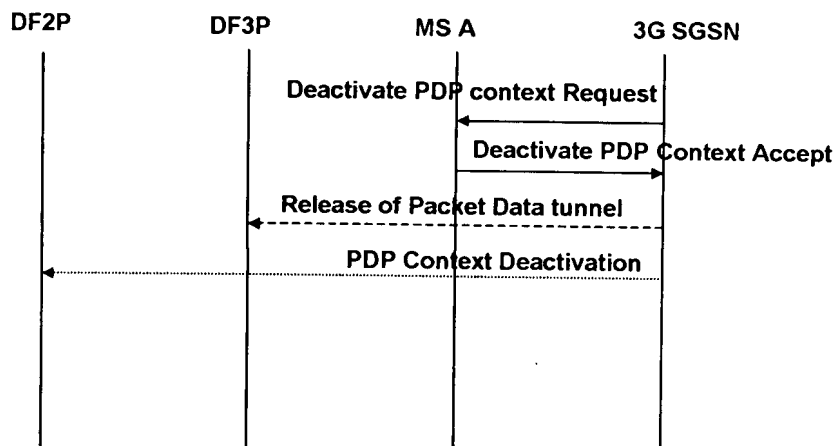 DF2P DF3P MS A 3G SGSN
Deactivate PDP context Request
Deactivate PDP Context Accept
Release of Packet Data tunnel
PDP Context Deactivation